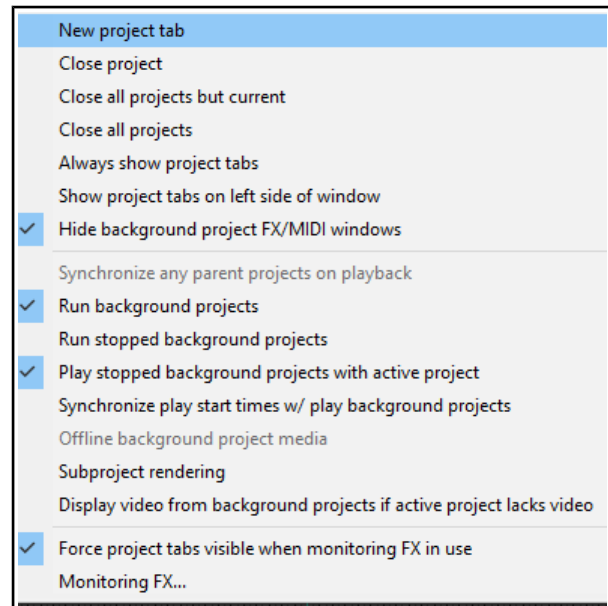 New project tab
Close project
Close all projects but current
Close all projects
Always show project tabs
Show project tabs on left side of window
Hide background project FX/MIDI windows
Synchronize any parent projects on playback
Run background projects
Run stopped background projects
Play stopped background projects with active project
Synchronize play start times w/ play background projects
Offline background project media
Subproject rendering
Display video from background projects if active project lacks video
Force project tabs visible when monitoring FX in use
Monitoring FX...